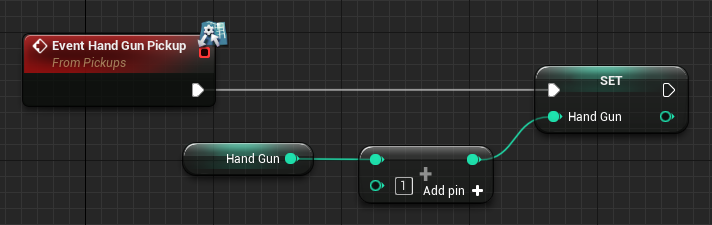 Event Hand Gun Pickup
From Pickups
SET
Hand Gun
Hand Gun
1
Add pin